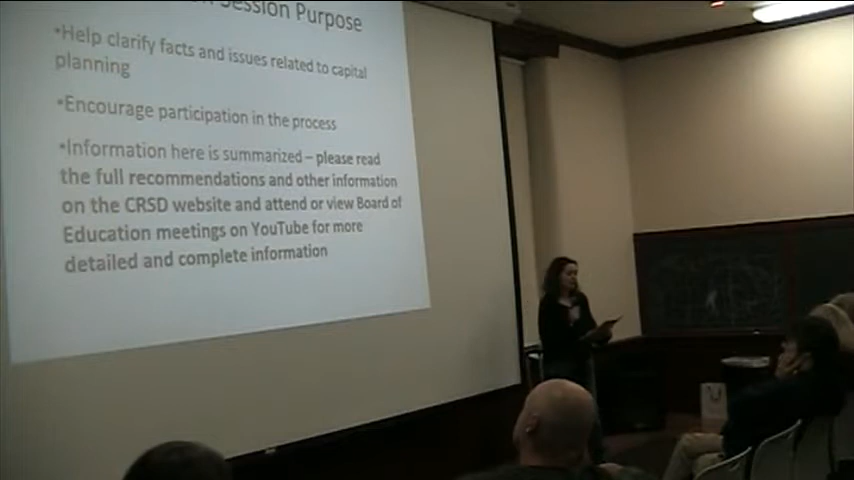 Session Purpose
•Help clarify facts and issues related to capital
planning
•Encourage participation in the process
•Information here is summarized – please read
the full recommendations and other information
on the CRSD website and attend or view Board of
Education meetings on YouTube for more
detailed and complete information